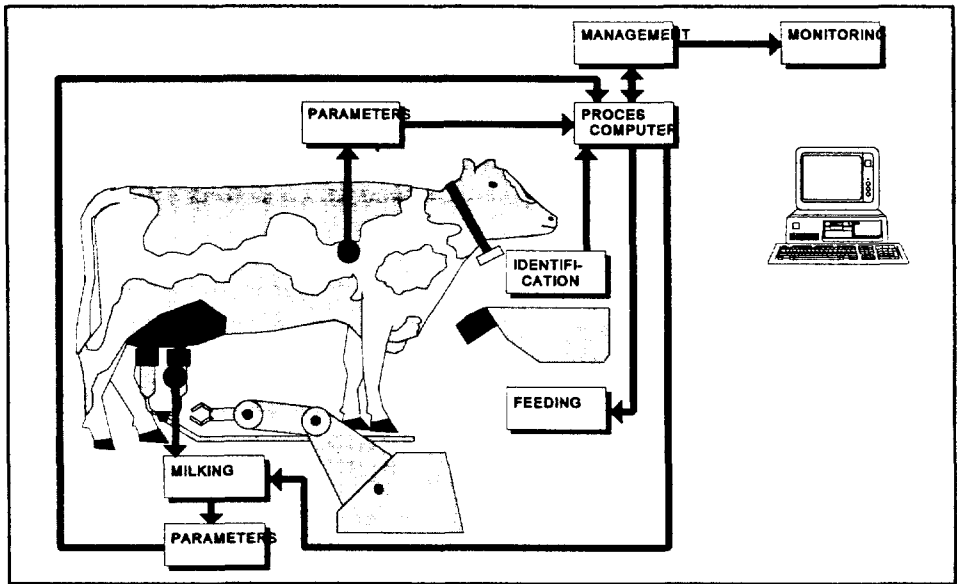 MANAGEMENT
MONITORING
PARAMETERS
PROCES
COMPUTER
IDENTIFI-
CATION
FEEDING
MILKING
PARAMETERS